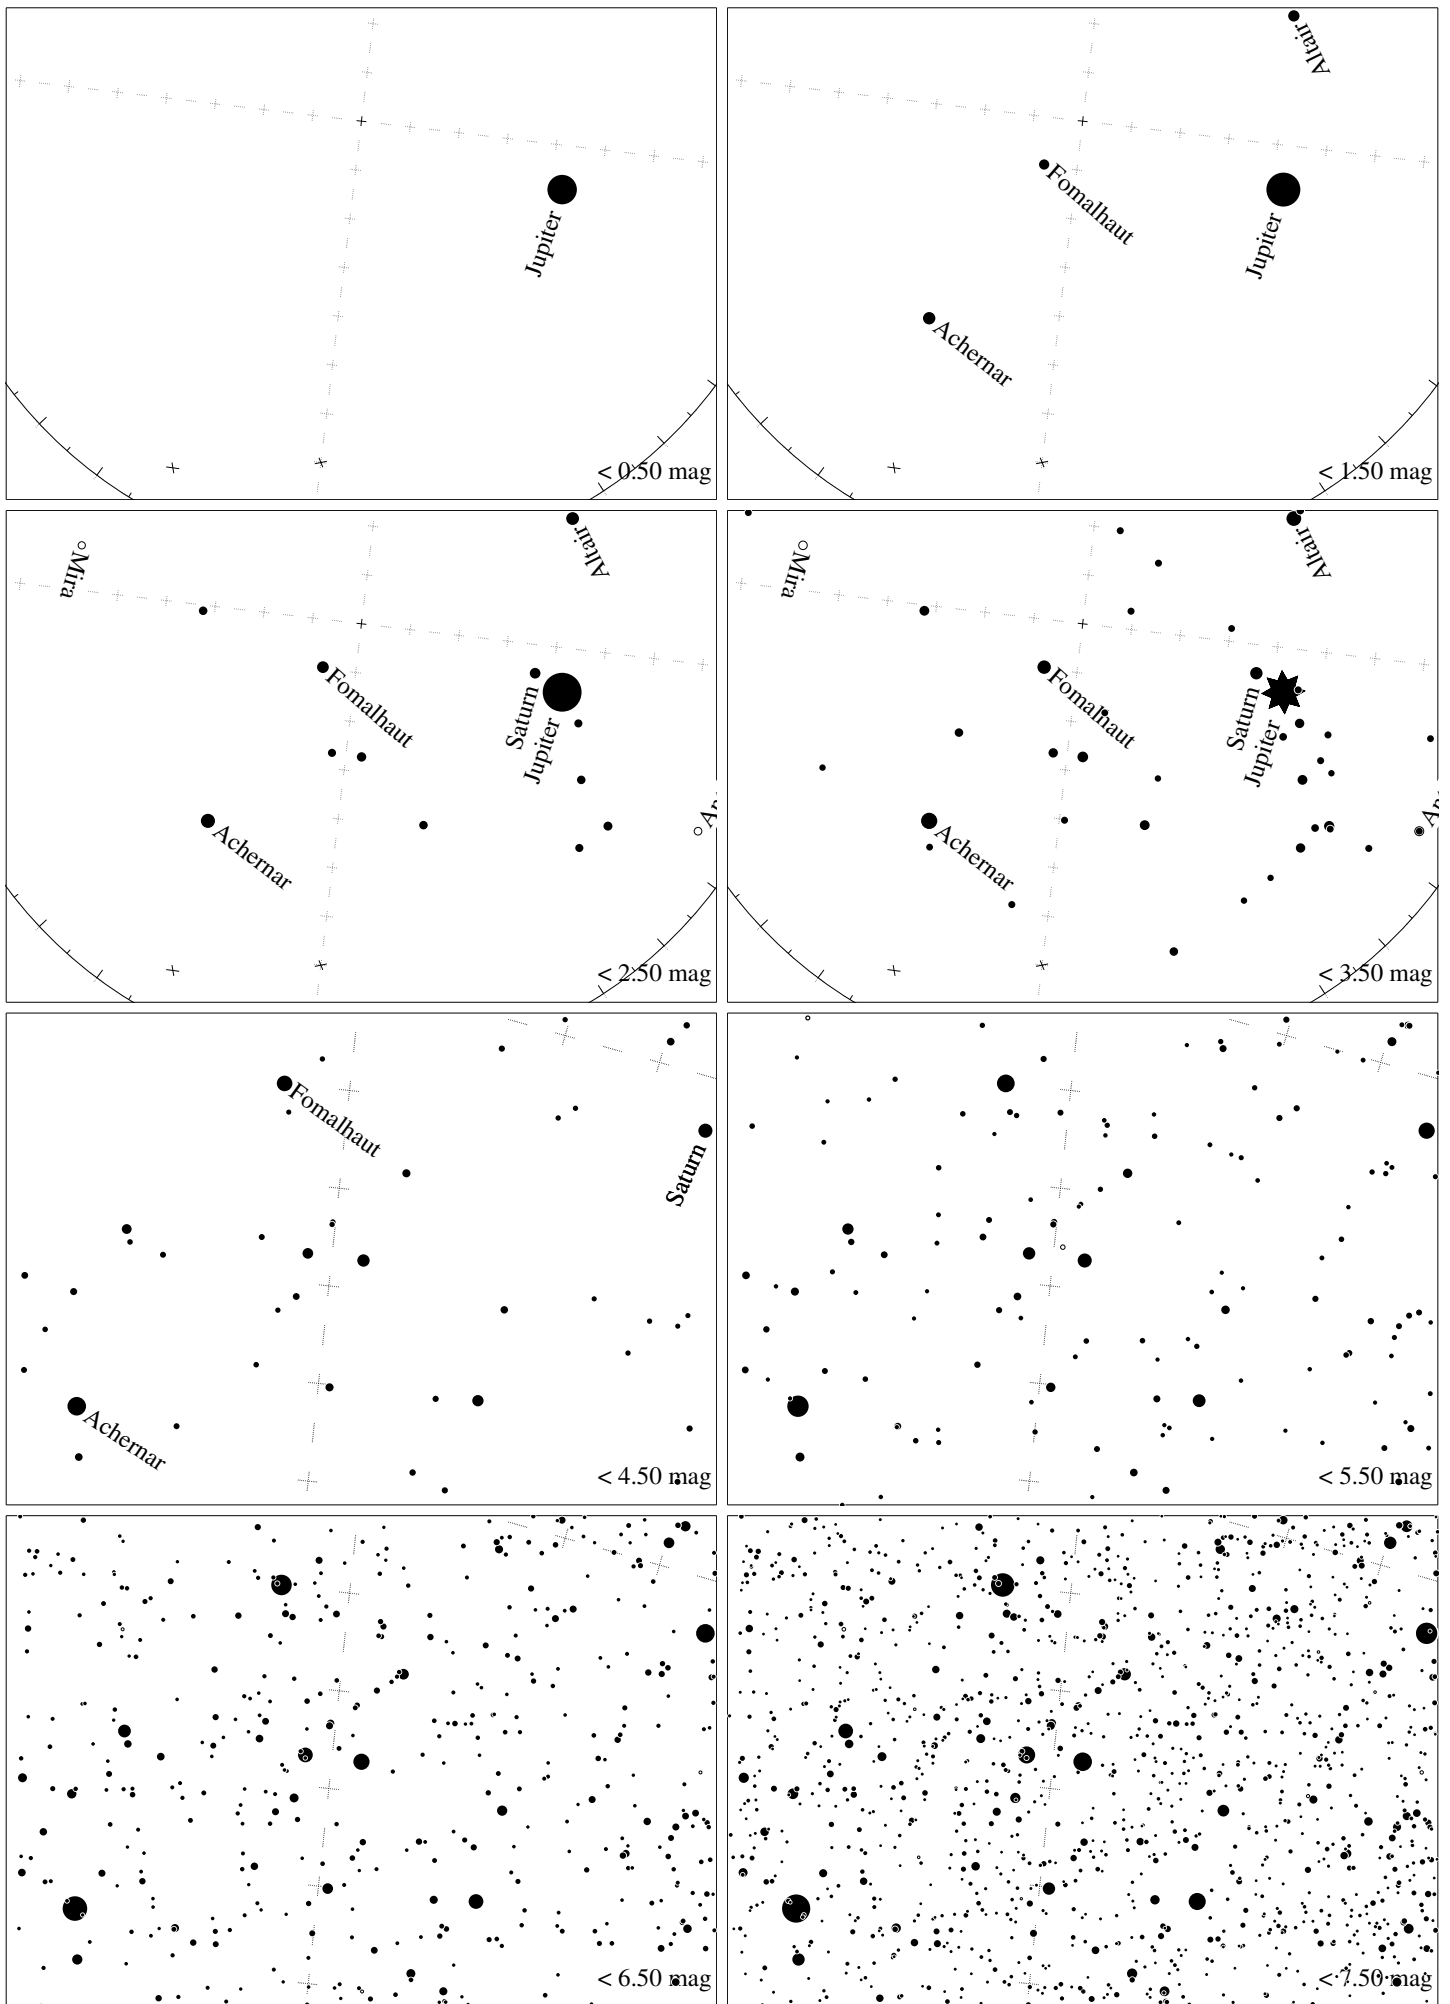 Jupiter
< 0.50 mag
Altair
Fomalhaut
Jupiter
Achernar
< 1.50 mag
Mira
Altair
Fomalhaut
Saturn
Jupiter
Achernar
< 2.50 mag
Mira
Altair
Fomalhaut
Saturn
Jupiter
Achernar
< 3.50 mag
Fomalhaut
Saturn
Achernar
< 4.50 mag
< 5.50 mag
< 6.50 mag
< 7.50 mag